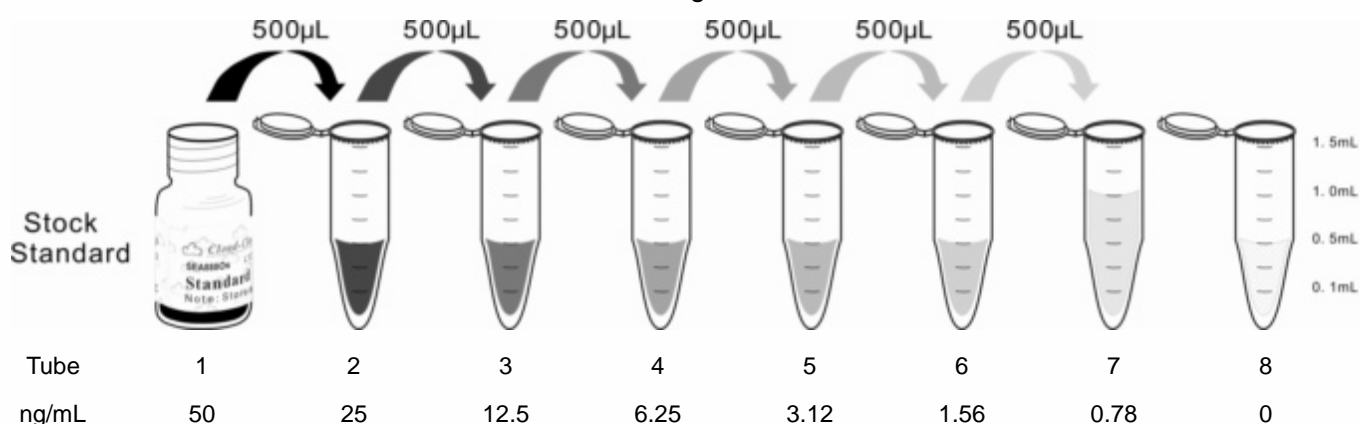 500µL 500µL 500µL 500µL 500µL 500µL
1. 5mL
1. 0mL
Stock
Standard
0. 5mL
0. 1mL
Standard
Tube 1 2 3 4 5 6 7 8
ng/mL 50 25 12.5 6.25 3.12 1.56 0.78 0